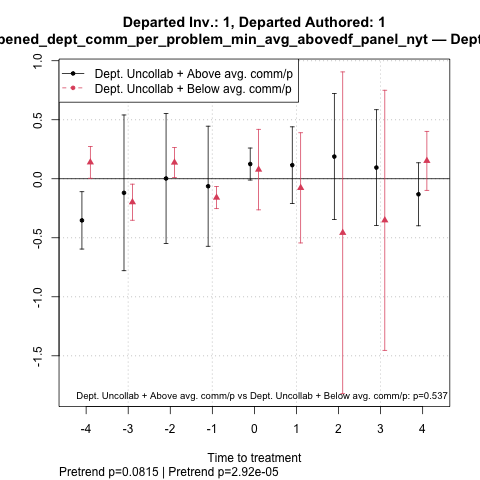 Departed Inv.: 1, Departed Authored: 1
pened_dept_comm_per_problem_min_avg_abovedf_panel_nyt — Dept
Dept. Uncollab + Above avg. comm/p
Dept. Uncollab + Below avg. comm/p
0.5
1.0
0.0
-0.5
-1.0
-1.5
Dept. Uncollab + Above avg. comm/p vs Dept. Uncollab + Below avg. comm/p: p=0.537
-4 -3 -2 -1 0 1 2 3 4
Time to treatment
Pretrend p=0.0815 | Pretrend p=2.92e-05